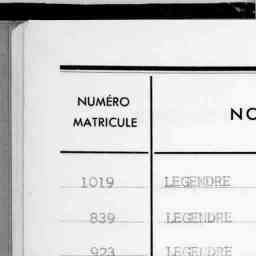 NUMÉRO
MATRICULE
NO
1019 LEGENDRE
839 LEGENDRE
923 LEGENDRE